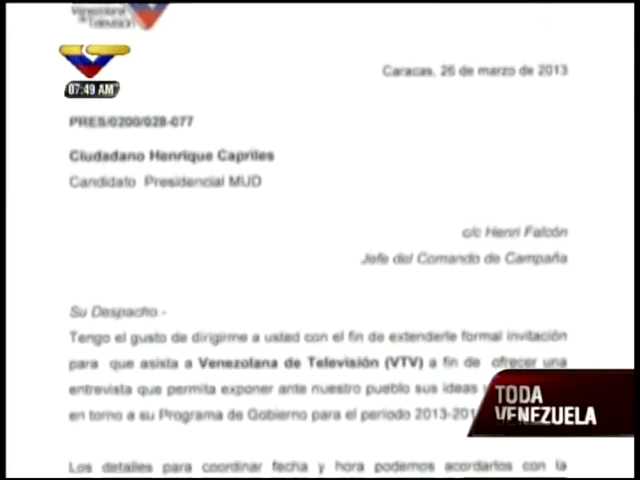 Venezolana
de Televisión
07:49 AM
Caracas, 26 de marzo de 2013
PRES/0200/028-077
Ciudadano Henrique Capriles
Candidato Presidencial MUD
c/c Henri Falcón
Jefe del Comando de Campaña
Su Despacho.-
Tengo el gusto de dirigirme a usted con el fin de extenderle formal invitación
para que asista a Venezolana de Televisión (VTV) a fin de ofrecer una
entrevista que permita exponer ante nuestro pueblo sus ideas
en torno a su Programa de Gobierno para el período 2013-201
TODA
VENEZUELA
Los detalles para coordinar fecha y hora podemos acordarlos con la